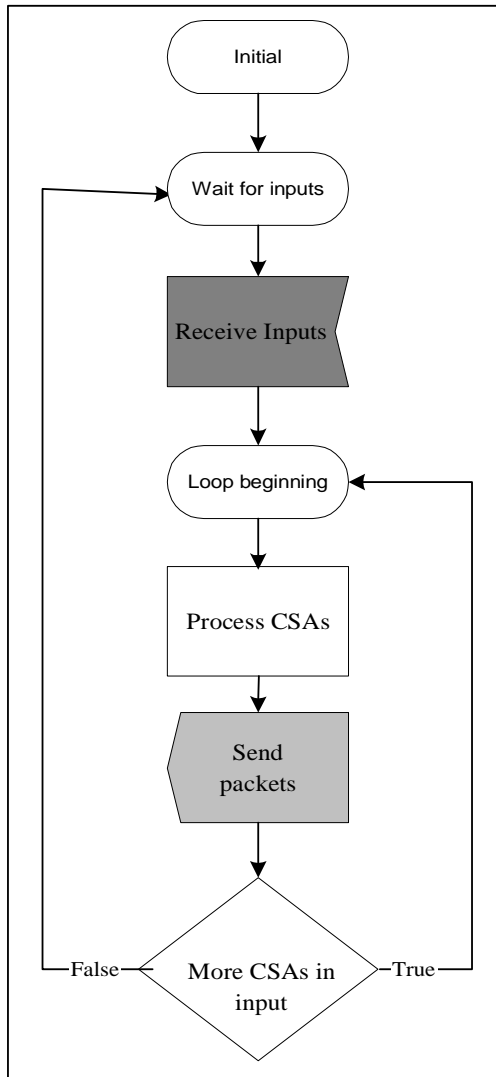 Initial
Wait for inputs
Receive Inputs
Loop beginning
Process CSAs
Send
packets
False
True
More CSAs in
input